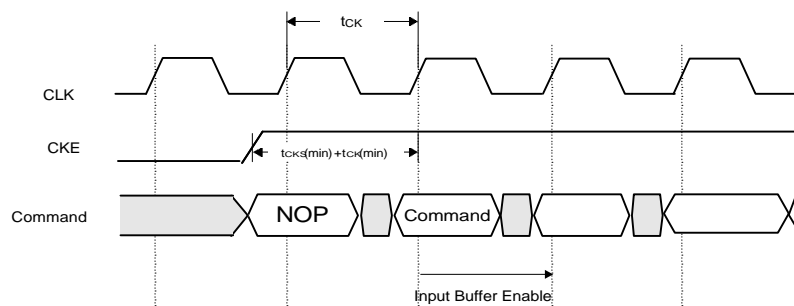 tCK
CLK
CKE
tCKS(min)+tCK(min)
Command
NOP
Command
Input Buffer Enable